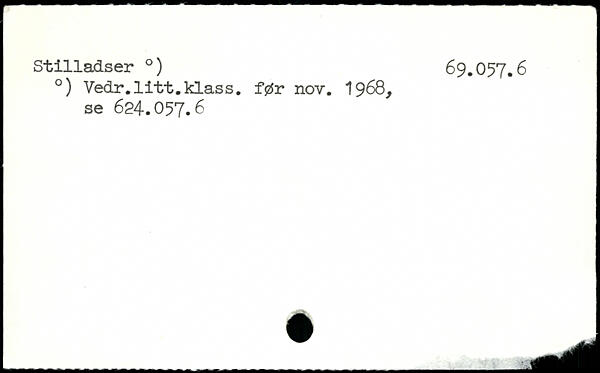 Stilladser °) 69.057.6
°) Vedr.litt.klass. før nov. 1968,
se 624.057.6